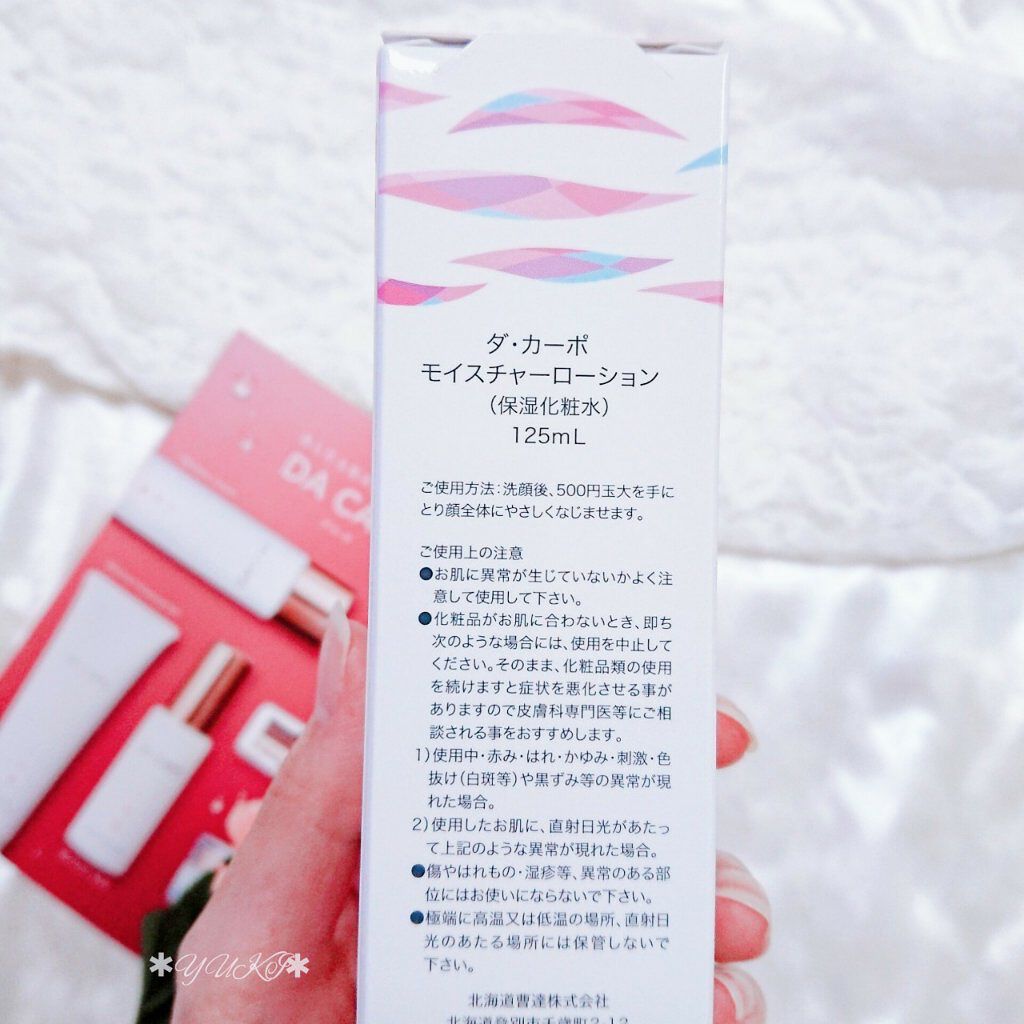 ダ・カーポ
モイスチャーローション
(保湿化粧水)
125mL
ご使用方法:洗顔後、500円玉大を手に
とり顔全体にやさしくなじませます。
ご使用上の注意
●お肌に異常が生じていないかよく注
意して使用して下さい。
●化粧品がお肌に合わないとき、即ち
次のような場合には、使用を中止して
ください。そのまま、化粧品類の使用
を続けますと症状を悪化させる事が
ありますので皮膚科専門医等にご相
談される事をおすすめします。
1)使用中・赤み・はれ・かゆみ・刺激・色
抜け(白斑等)や黒ずみ等の異常が現
れた場合。
2)使用したお肌に、直射日光があたっ
て上記のような異常が現れた場合。
●傷やはれもの・湿疹等、異常のある部
位にはお使いにならないで下さい。
●極端に高温又は低温の場所、直射日
光のあたる場所には保管しないで
下さい。
北海道曹達株式会社
北海道登別市千歳町2-12
DA CA
✱YUKI✱